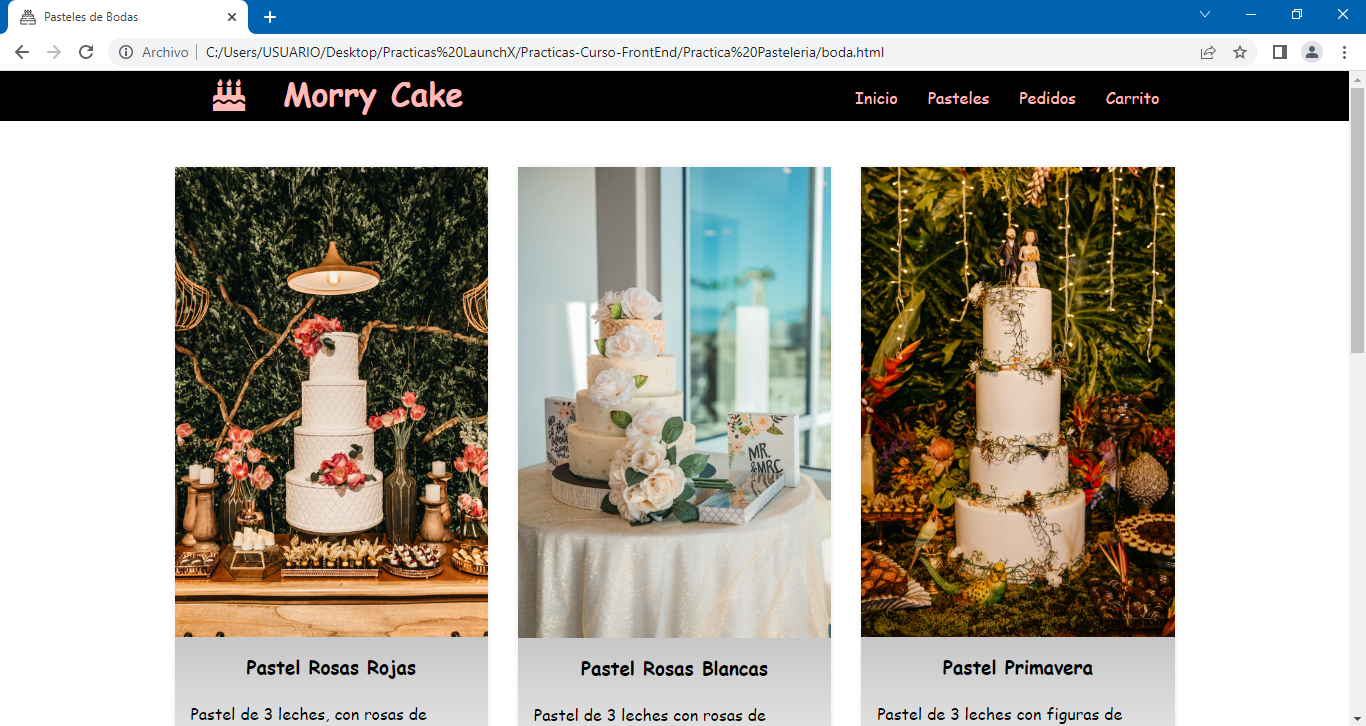 Pasteles de Bodas
Archivo
C:/Users/USUARIO/Desktop/Practicas%20LaunchX/Practicas-Curso-FrontEnd/Practica%20Pasteleria/boda.html
Morry Cake
Inicio Pasteles Pedidos Carrito
MR.
&MRC
Pastel Rosas Rojas
Pastel de 3 leches, con rosas de
Pastel Rosas Blancas
Pastel de 3 leches con rosas de
Pastel Primavera
Pastel de 3 leches con figuras de